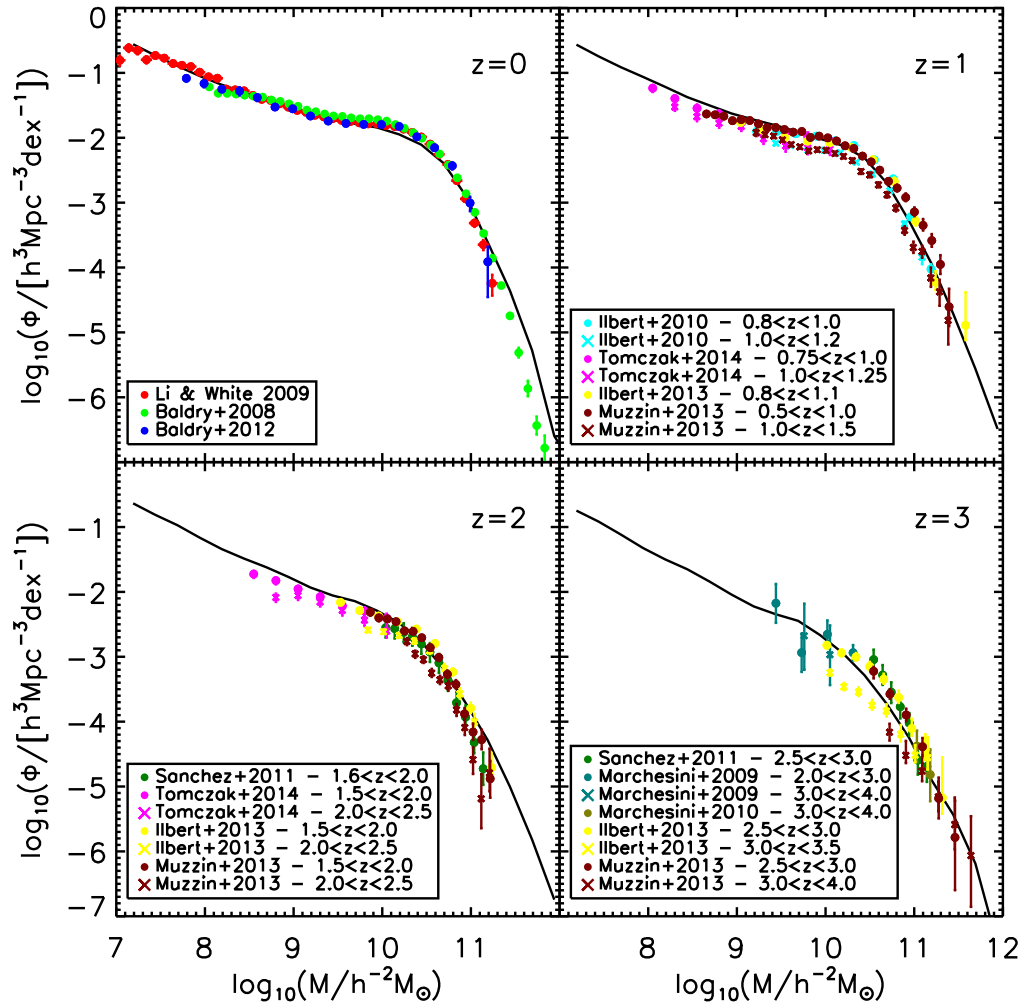 z=0
0
−1
−2
−3
−4
−5
−6
log₁₀(Φ/[h³Mpc⁻³dex⁻¹])
Li & White 2009
Baldry+2008
Baldry+2012
z=1
Ilbert+2010 − 0.8<z<1.0
Ilbert+2010 − 1.0<z<1.2
Tomczak+2014 − 0.75<z<1.0
Tomczak+2014 − 1.0<z<1.25
Ilbert+2013 − 0.8<z<1.1
Muzzin+2013 − 0.5<z<1.0
Muzzin+2013 − 1.0<z<1.5
z=2
−1
−2
−3
−4
−5
−6
−7
log₁₀(Φ/[h³Mpc⁻³dex⁻¹])
Sanchez+2011 − 1.6<z<2.0
Tomczak+2014 − 1.5<z<2.0
Tomczak+2014 − 2.0<z<2.5
Ilbert+2013 − 1.5<z<2.0
Ilbert+2013 − 2.0<z<2.5
Muzzin+2013 − 1.5<z<2.0
Muzzin+2013 − 2.0<z<2.5
7 8 9 10 11
log₁₀(M/h⁻²M☉)
z=3
Sanchez+2011 − 2.5<z<3.0
Marchesini+2009 − 2.0<z<3.0
Marchesini+2009 − 3.0<z<4.0
Marchesini+2010 − 3.0<z<4.0
Ilbert+2013 − 2.5<z<3.0
Ilbert+2013 − 3.0<z<3.5
Muzzin+2013 − 2.5<z<3.0
Muzzin+2013 − 3.0<z<4.0
8 9 10 11 12
log₁₀(M/h⁻²M☉)